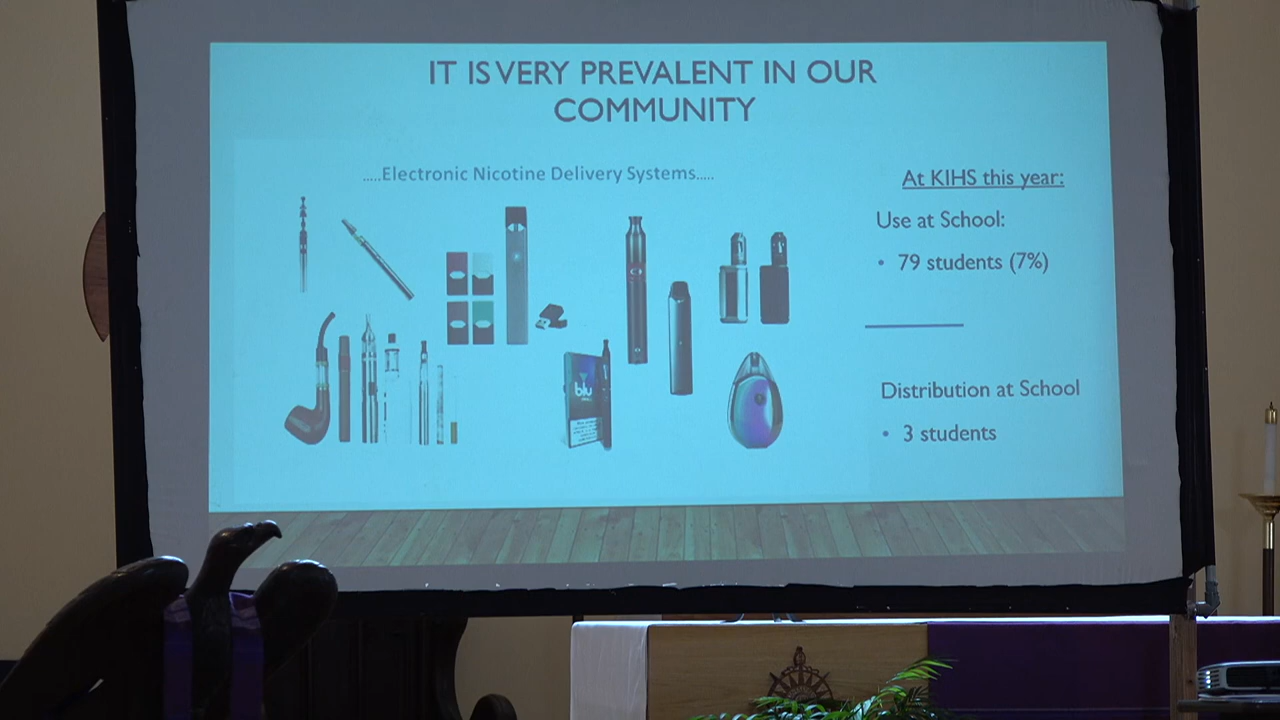 IT IS VERY PREVALENT IN OUR
COMMUNITY
.....Electronic Nicotine Delivery Systems.....
At KIHS this year:
Use at School:
• 79 students (7%)
Distribution at School
• 3 students
blu